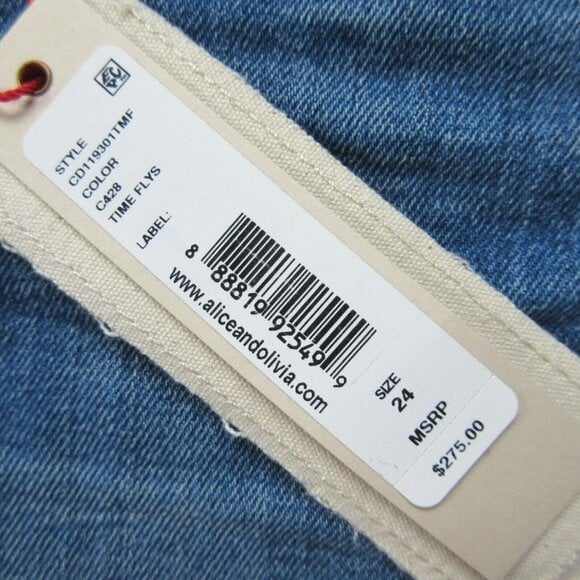 STYLE
CD119301TMF
COLOR
C428
TIME FLYS
LABEL:
8 88819 92549 9
www.aliceandolivia.com
SIZE
24
MSRP
$275.00